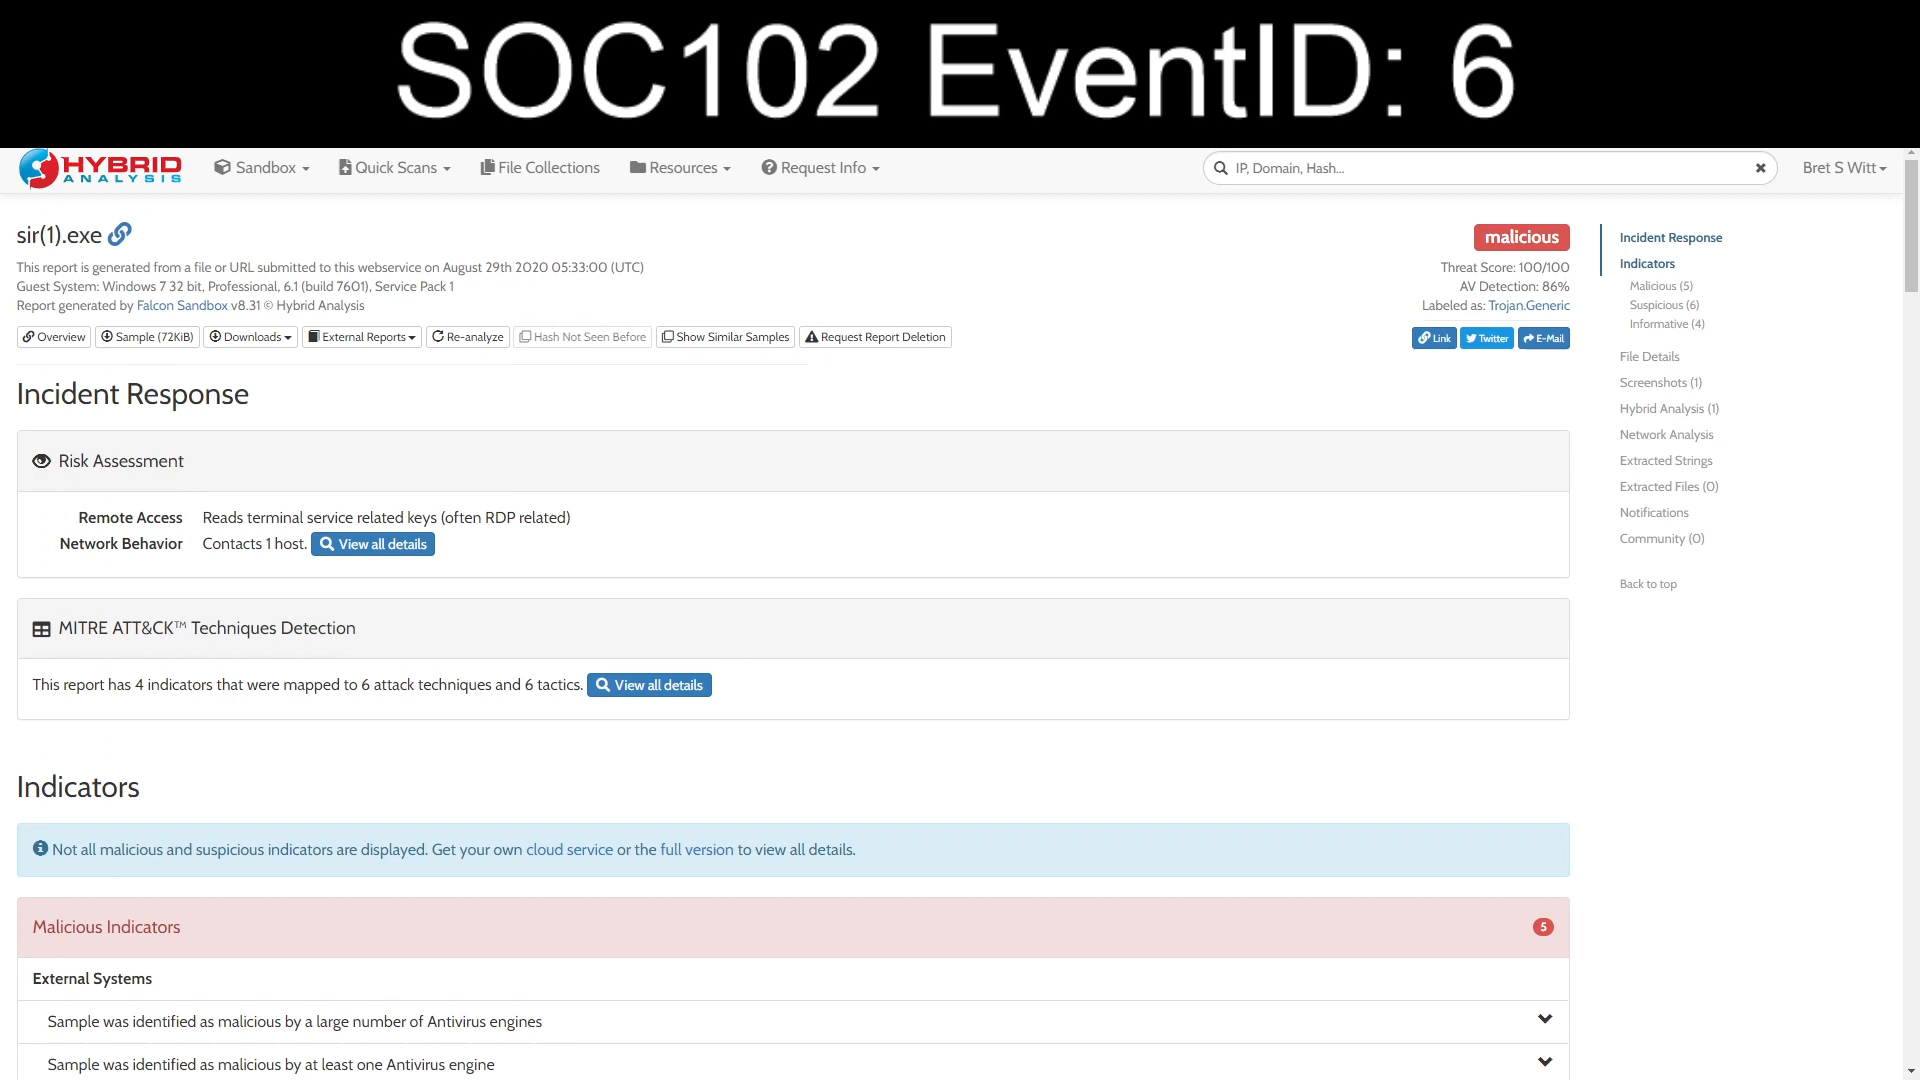 SOC102 EventID: 6
HYBRID ANALYSIS
Sandbox
Quick Scans
File Collections
Resources
Request Info
IP, Domain, Hash...
Bret S Witt
sir(1).exe
malicious
This report is generated from a file or URL submitted to this webservice on August 29th 2020 05:33:00 (UTC)
Guest System: Windows 7 32 bit, Professional, 6.1 (build 7601), Service Pack 1
Report generated by Falcon Sandbox v8.31 © Hybrid Analysis
Threat Score: 100/100
AV Detection: 86%
Labeled as: Trojan.Generic
Overview
Sample (72KiB)
Downloads
External Reports
Re-analyze
Hash Not Seen Before
Show Similar Samples
Request Report Deletion
Link
Twitter
E-Mail
Incident Response
Risk Assessment
Remote Access Reads terminal service related keys (often RDP related)
Network Behavior Contacts 1 host. View all details
MITRE ATT&CK™ Techniques Detection
This report has 4 indicators that were mapped to 6 attack techniques and 6 tactics. View all details
Indicators
Not all malicious and suspicious indicators are displayed. Get your own cloud service or the full version to view all details.
Malicious Indicators 5
External Systems
Sample was identified as malicious by a large number of Antivirus engines
Sample was identified as malicious by at least one Antivirus engine
Incident Response
Indicators
Malicious (5)
Suspicious (6)
Informative (4)
File Details
Screenshots (1)
Hybrid Analysis (1)
Network Analysis
Extracted Strings
Extracted Files (0)
Notifications
Community (0)
Back to top